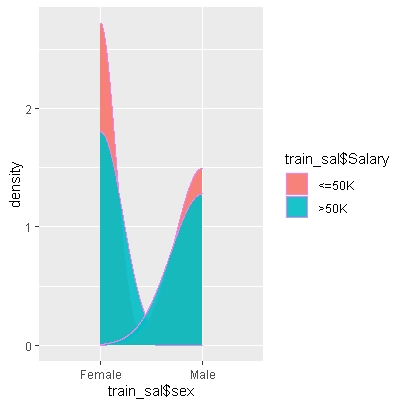 density
2
1
0
Female Male
train_sal$sex
train_sal$Salary
<=50K
>50K